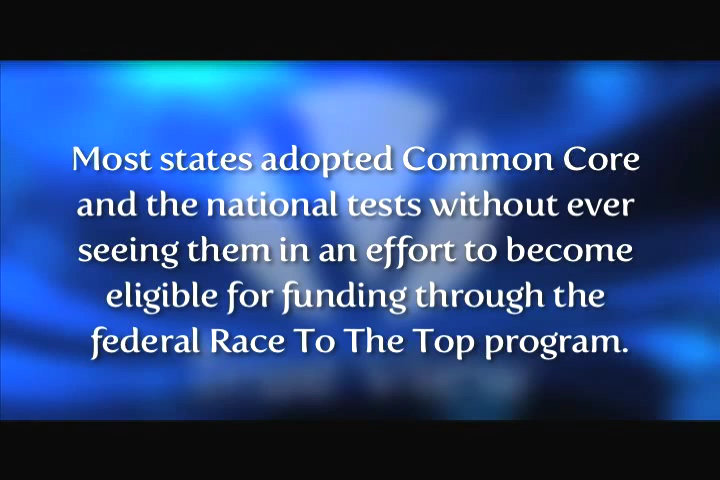 Most states adopted Common Core
and the national tests without ever
seeing them in an effort to become
eligible for funding through the
federal Race To The Top program.